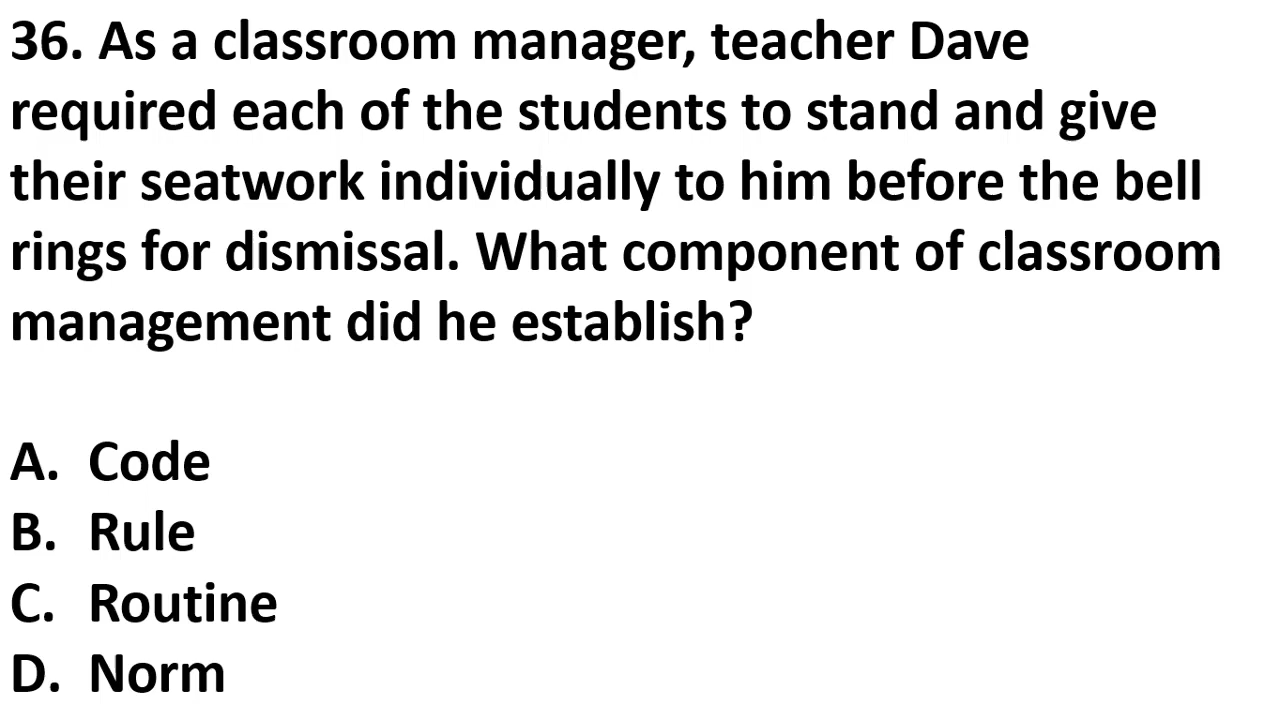 36. As a classroom manager, teacher Dave
required each of the students to stand and give
their seatwork individually to him before the bell
rings for dismissal. What component of classroom
management did he establish?
A. Code
B. Rule
C. Routine
D. Norm